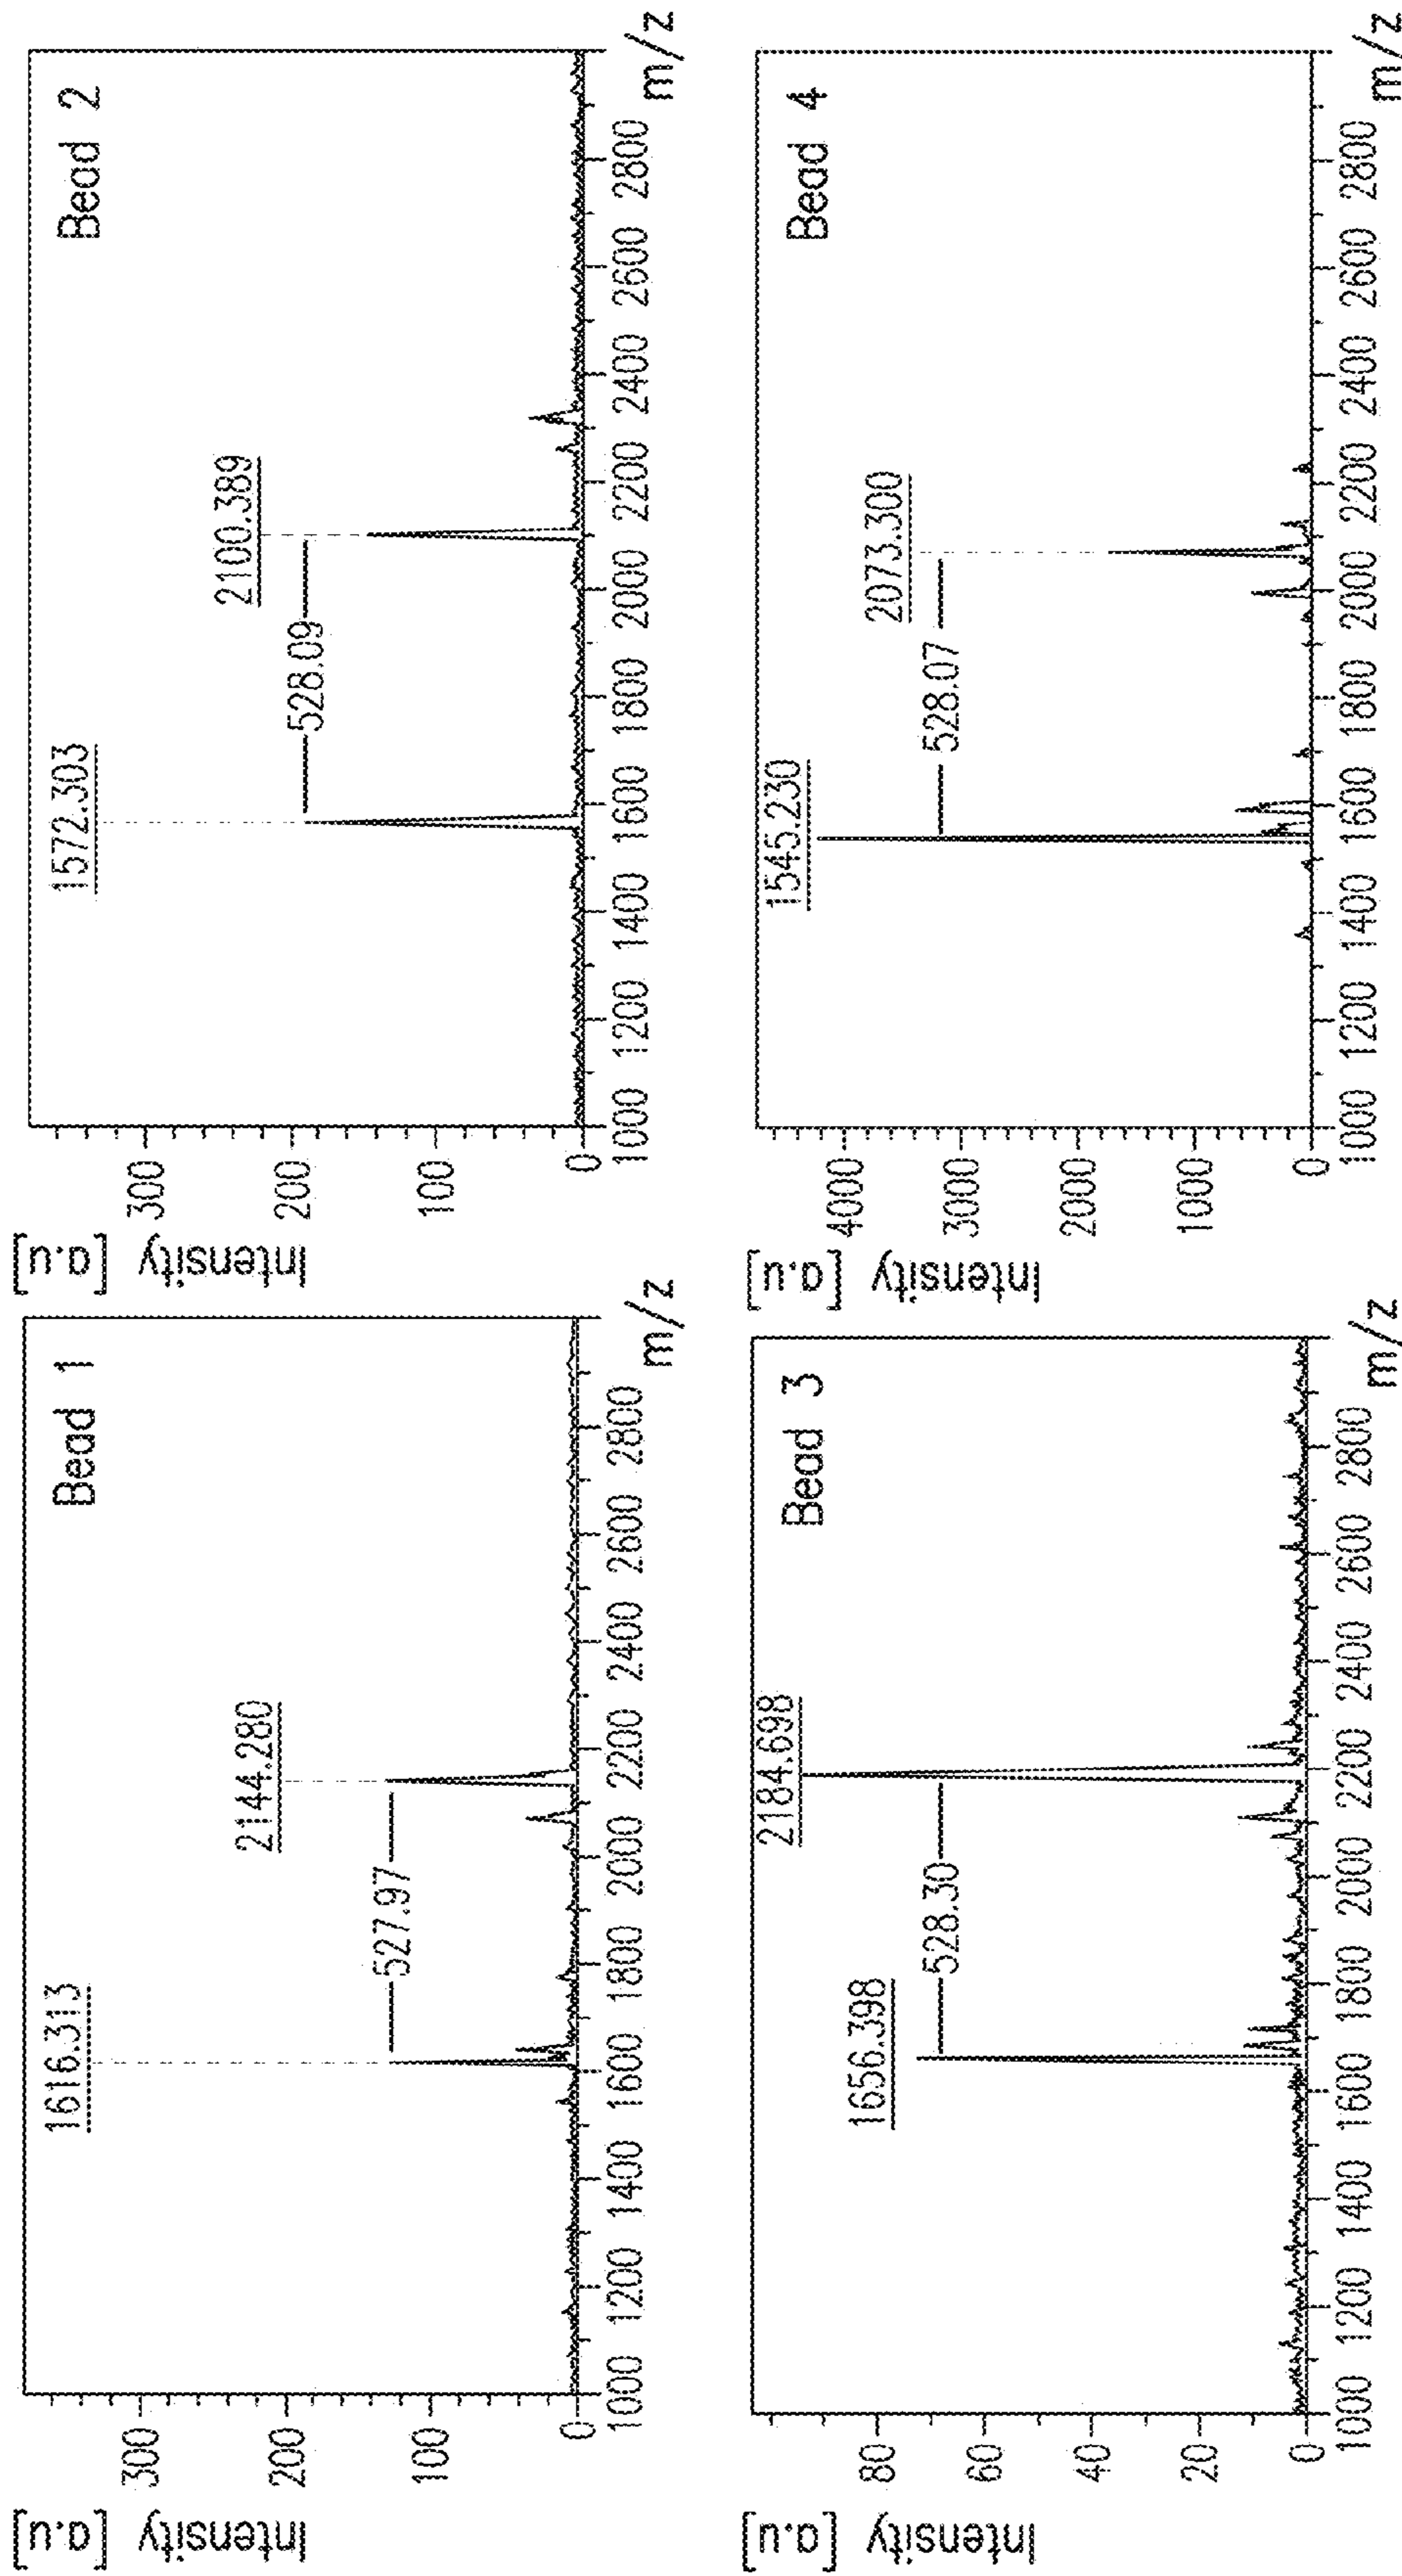 Bead 1
Intensity [a.u]
300
200
100
0
1616.313
2144.280
527.97
1000 1200 1400 1600 1800 2000 2200 2400 2600 2800
m/z
Bead 2
Intensity [a.u]
300
200
100
0
1572.303
2100.389
528.09
1000 1200 1400 1600 1800 2000 2200 2400 2600 2800
m/z
Bead 3
Intensity [a.u]
80
60
40
20
0
1656.398
2184.698
528.30
1000 1200 1400 1600 1800 2000 2200 2400 2600 2800
m/z
Bead 4
Intensity [a.u]
4000
3000
2000
1000
0
1545.230
2073.300
528.07
1000 1200 1400 1600 1800 2000 2200 2400 2600 2800
m/z